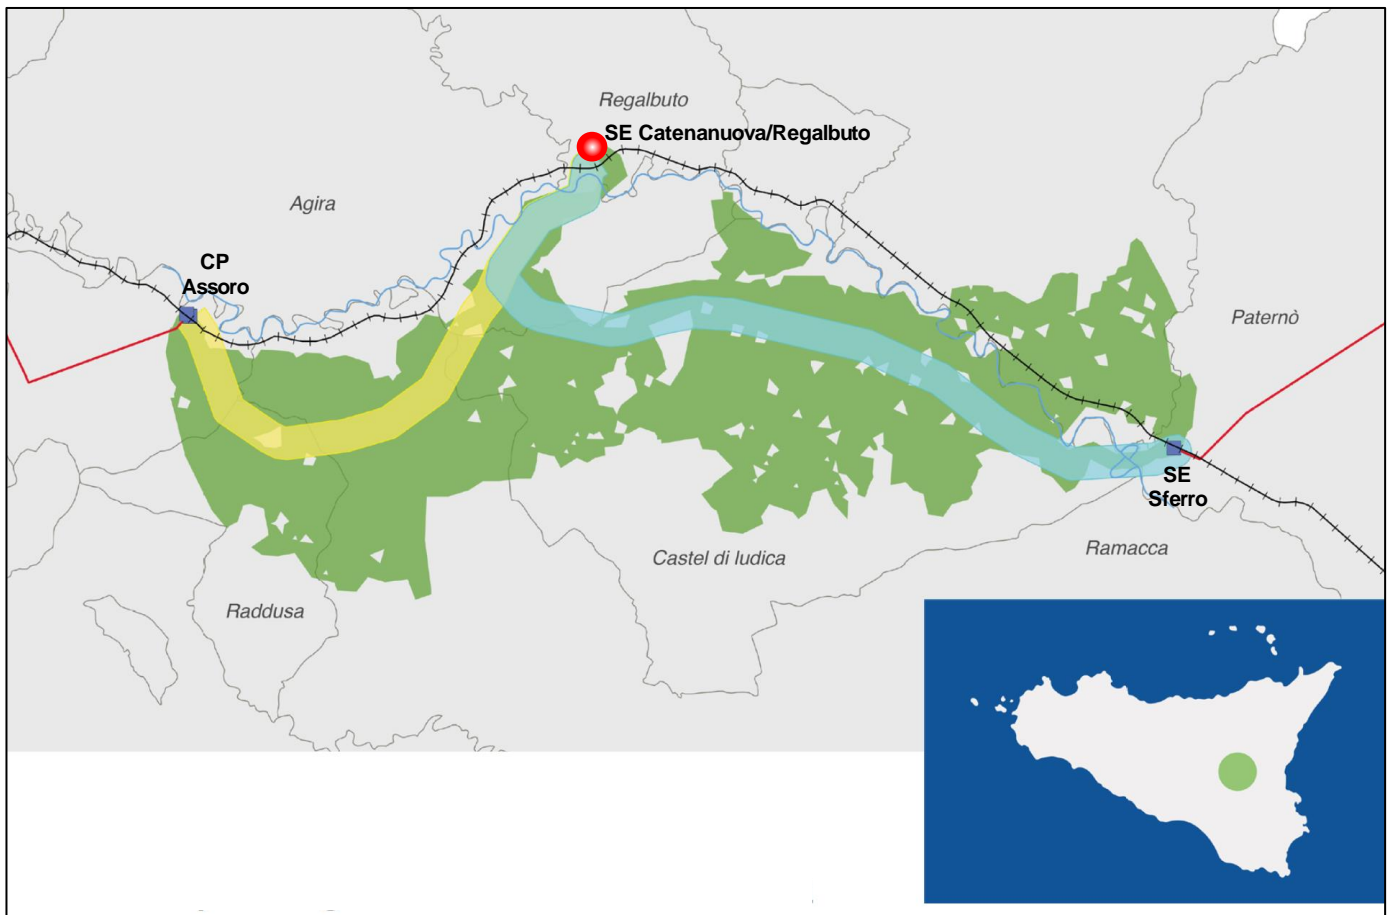 Regalbuto
SE Catenanuova/Regalbuto
Agira
CP
Assoro
Paternò
SE
Sferro
Castel di Iudica
Ramacca
Raddusa